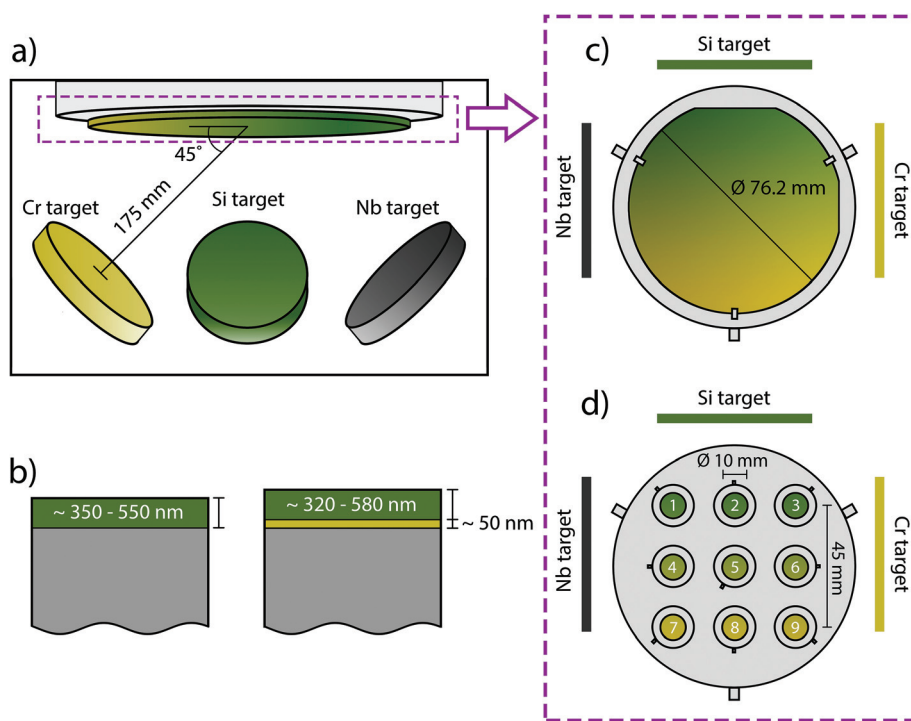 a)
45°
175 mm
Cr target
Si target
Nb target
b)
~ 350 - 550 nm
~ 320 - 580 nm
~ 50 nm
c)
Si target
Nb target
Ø 76.2 mm
Cr target
d)
Si target
Ø 10 mm
Nb target
1 2 3
4 5 6
7 8 9
45 mm
Cr target